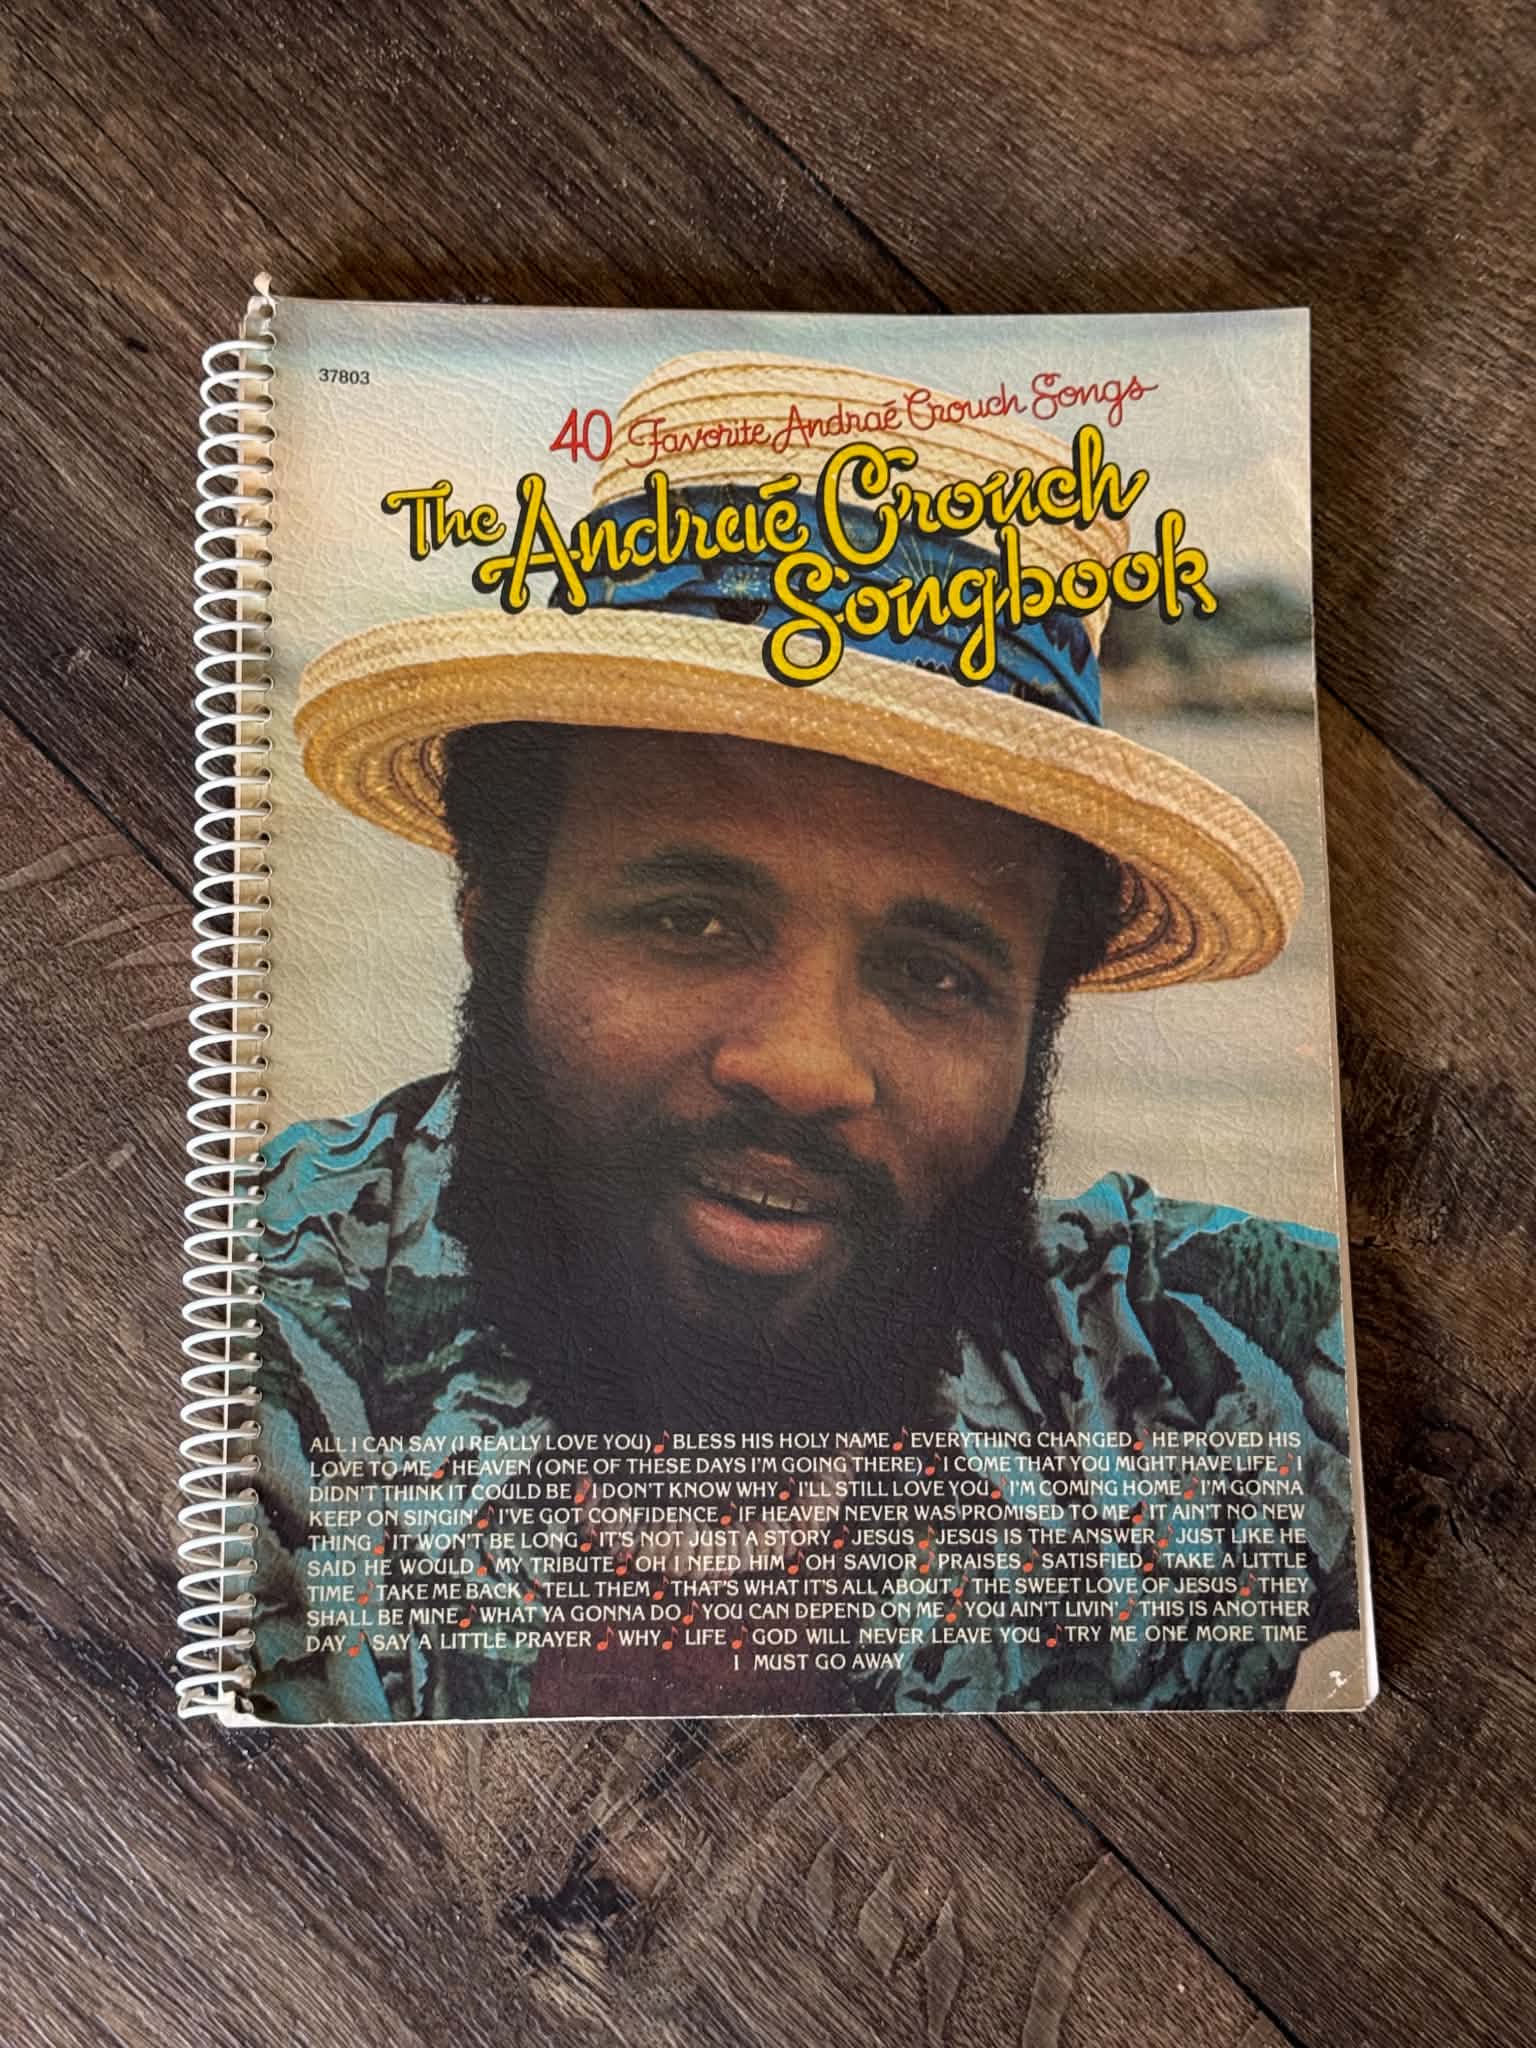 37803
40 Favorite Andraé Crouch Songs
The Andraé Crouch
Songbook
ALL I CAN SAY (I REALLY LOVE YOU) BLESS HIS HOLY NAME EVERYTHING CHANGED HE PROVED HIS
LOVE TO ME HEAVEN (ONE OF THESE DAYS I'M GOING THERE) I COME THAT YOU MIGHT HAVE LIFE I
DIDN'T THINK IT COULD BE I DON'T KNOW WHY I'LL STILL LOVE YOU I'M COMING HOME I'M GONNA
KEEP ON SINGIN' I'VE GOT CONFIDENCE IF HEAVEN NEVER WAS PROMISED TO ME IT AIN'T NO NEW
THING IT WON'T BE LONG IT'S NOT JUST A STORY JESUS JESUS IS THE ANSWER JUST LIKE HE
SAID HE WOULD MY TRIBUTE OH I NEED HIM OH SAVIOR PRAISES SATISFIED TAKE A LITTLE
TIME TAKE ME BACK TELL THEM THAT'S WHAT IT'S ALL ABOUT THE SWEET LOVE OF JESUS THEY
SHALL BE MINE WHAT YA GONNA DO YOU CAN DEPEND ON ME YOU AIN'T LIVIN' THIS IS ANOTHER
DAY SAY A LITTLE PRAYER WHY LIFE GOD WILL NEVER LEAVE YOU TRY ME ONE MORE TIME
I MUST GO AWAY